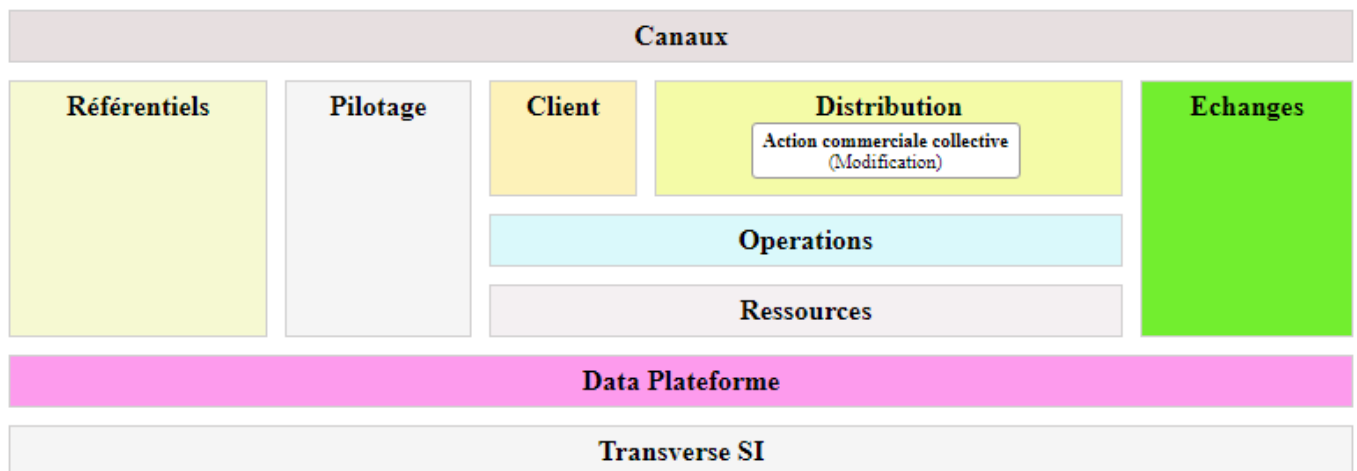 Canaux
Référentiels
Pilotage
Client
Distribution
Action commerciale collective
(Modification)
Echanges
Operations
Ressources
Data Plateforme
Transverse SI